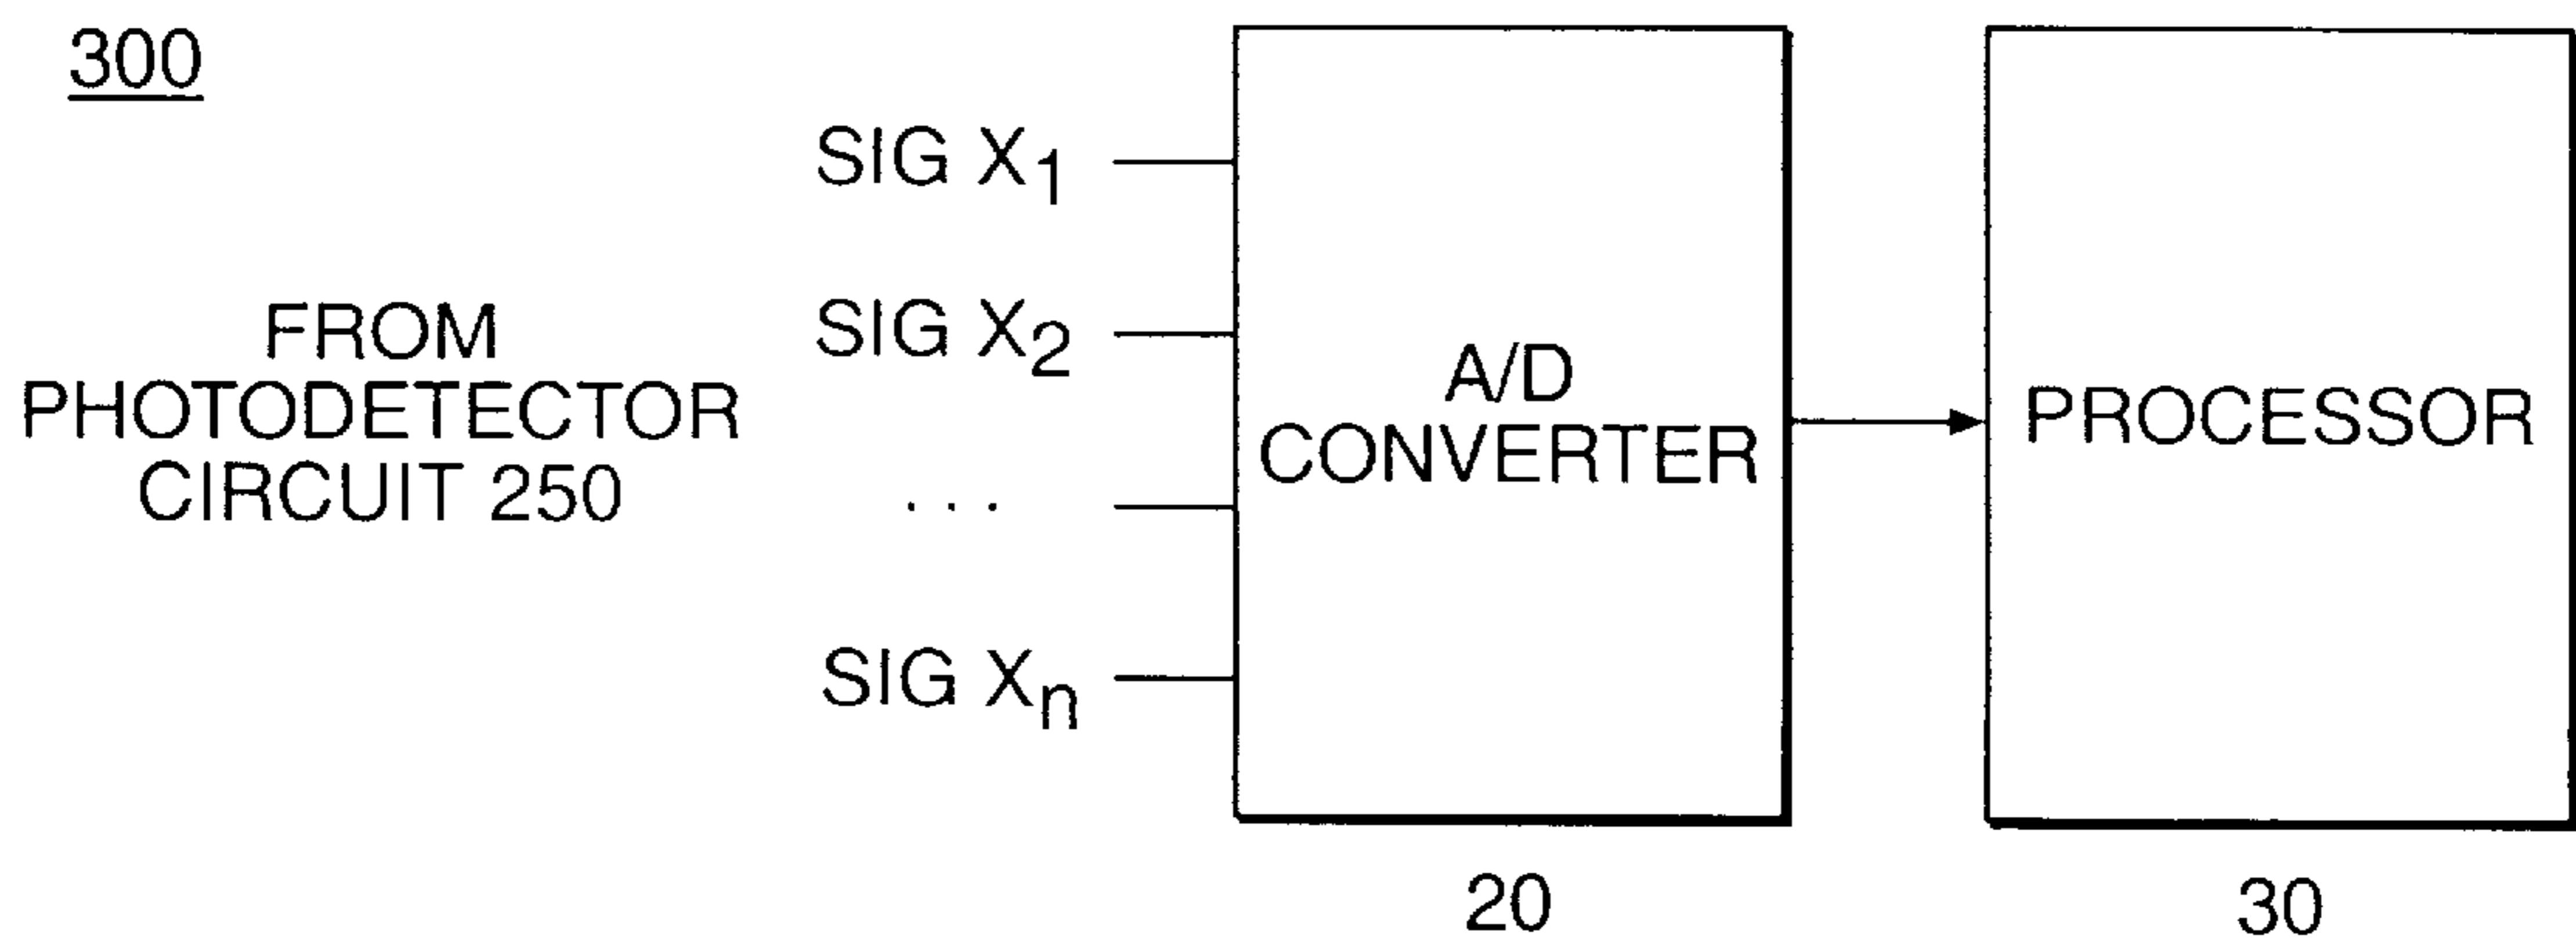 300
FROM
PHOTODETECTOR
CIRCUIT 250
SIG X1
SIG X2
...
SIG Xn
A/D
CONVERTER
PROCESSOR
20
30